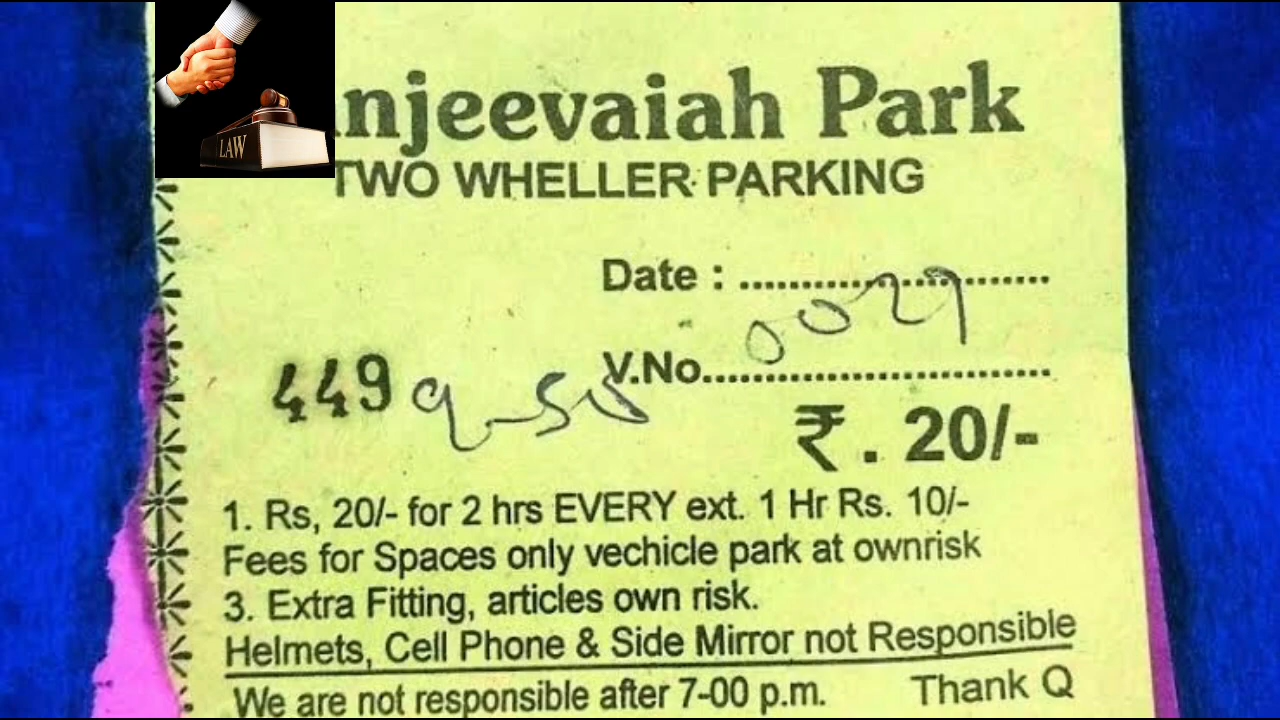 LAW
njeevaiah Park
TWO WHELLER PARKING
Date : ..............................
0029
V.No..............................
449
₹. 20/-
1. Rs, 20/- for 2 hrs EVERY ext. 1 Hr Rs. 10/-
Fees for Spaces only vechicle park at ownrisk
3. Extra Fitting, articles own risk.
Helmets, Cell Phone & Side Mirror not Responsible
We are not responsible after 7-00 p.m. Thank Q